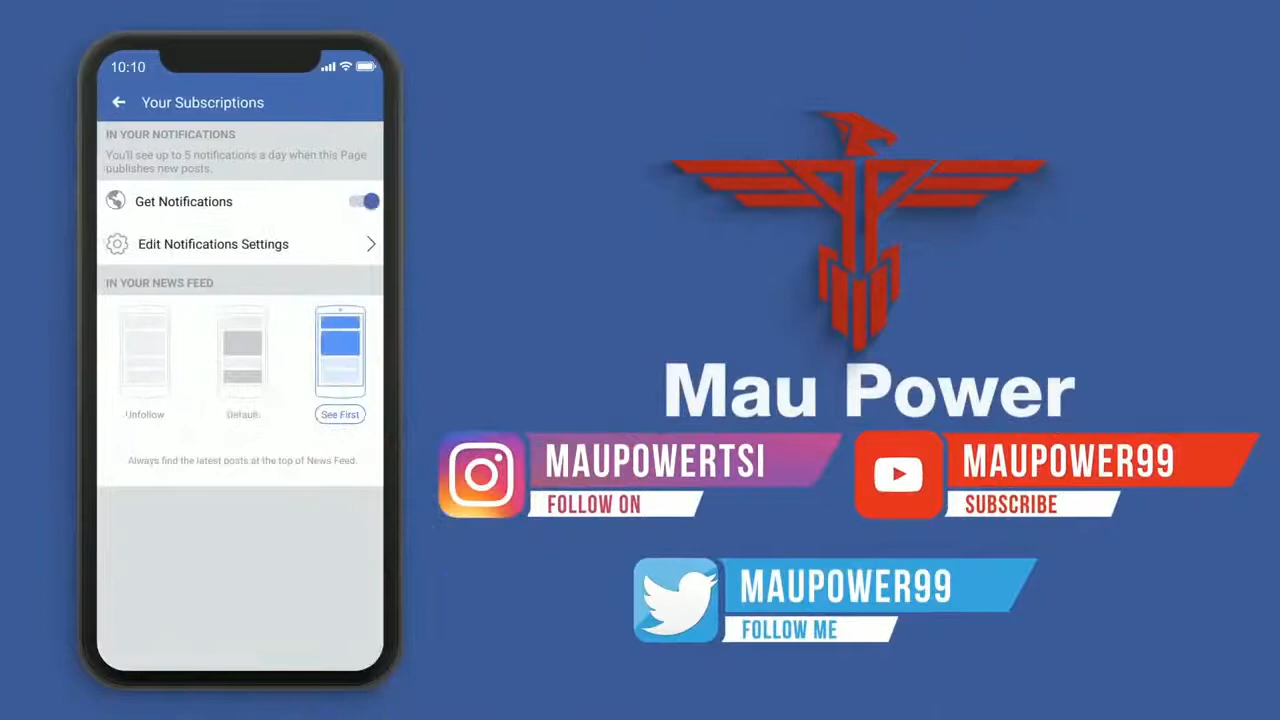 10:10
Your Subscriptions
IN YOUR NOTIFICATIONS
You'll see up to 5 notifications a day when this Page
publishes new posts.
Get Notifications
Edit Notifications Settings
IN YOUR NEWS FEED
Unfollow
Default
See First
Always find the latest posts at the top of News Feed.
Mau Power
MAUPOWERTSI
FOLLOW ON
MAUPOWER99
SUBSCRIBE
MAUPOWER99
FOLLOW ME